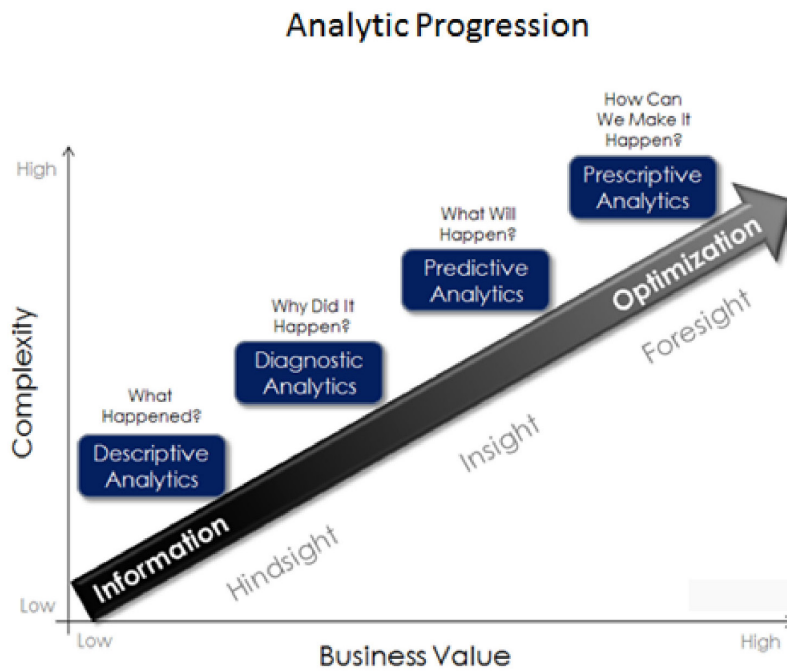 Analytic Progression
How Can
We Make It
Happen?
High
Prescriptive
Analytics
What Will
Happen?
Predictive
Analytics
Optimization
Foresight
Why Did It
Happen?
Diagnostic
Analytics
Complexity
Insight
What
Happened?
Descriptive
Analytics
Information
Hindsight
Low
Low
Business Value
High